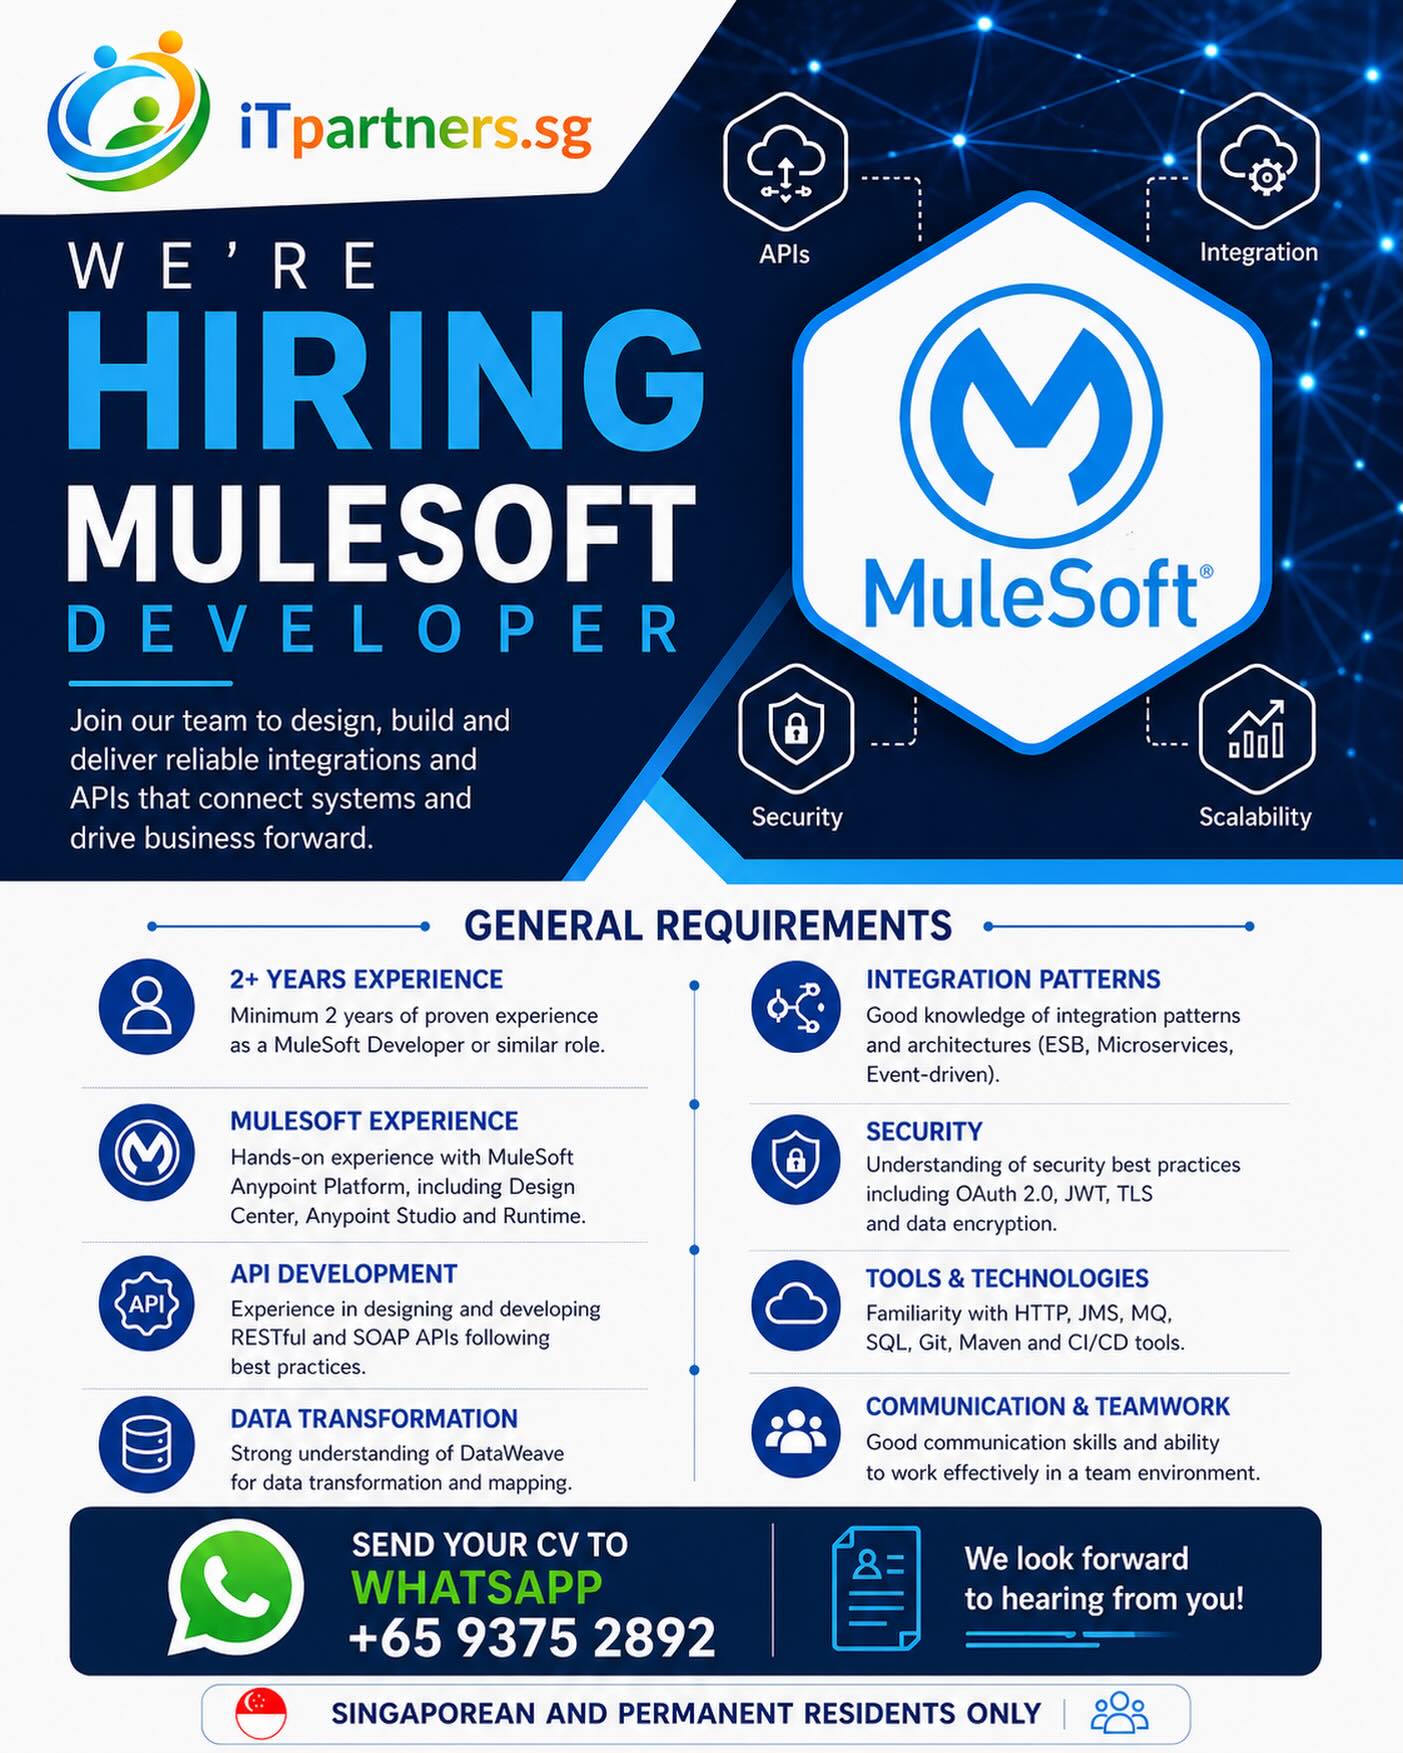 iTpartners.sg
WE'RE
HIRING
MULESOFT
DEVELOPER
Join our team to design, build and
deliver reliable integrations and
APIs that connect systems and
drive business forward.
APIs
Integration
MuleSoft®
Security
Scalability
GENERAL REQUIREMENTS
2+ YEARS EXPERIENCE
Minimum 2 years of proven experience
as a MuleSoft Developer or similar role.
MULESOFT EXPERIENCE
Hands-on experience with MuleSoft
Anypoint Platform, including Design
Center, Anypoint Studio and Runtime.
API
API DEVELOPMENT
Experience in designing and developing
RESTful and SOAP APIs following
best practices.
DATA TRANSFORMATION
Strong understanding of DataWeave
for data transformation and mapping.
INTEGRATION PATTERNS
Good knowledge of integration patterns
and architectures (ESB, Microservices,
Event-driven).
SECURITY
Understanding of security best practices
including OAuth 2.0, JWT, TLS
and data encryption.
TOOLS & TECHNOLOGIES
Familiarity with HTTP, JMS, MQ,
SQL, Git, Maven and CI/CD tools.
COMMUNICATION & TEAMWORK
Good communication skills and ability
to work effectively in a team environment.
SEND YOUR CV TO
WHATSAPP
+65 9375 2892
We look forward
to hearing from you!
SINGAPOREAN AND PERMANENT RESIDENTS ONLY